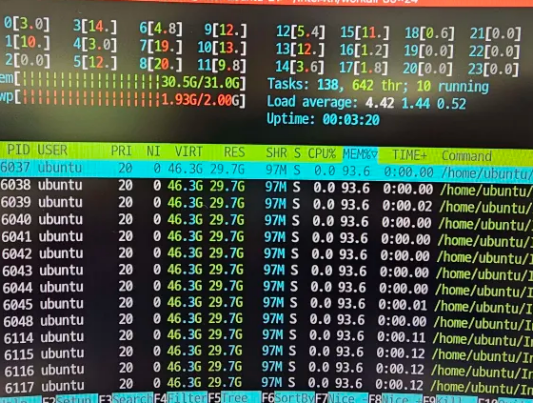 0[3.0] 3[14.] 6[4.8] 9[12.] 12[5.4] 15[11.] 18[0.6] 21[0.0]
1[10.] 4[3.0] 7[19.] 10[13.] 13[12.] 16[1.2] 19[0.0] 22[0.0]
2[0.0] 5[12.] 8[20.] 11[9.8] 14[3.6] 17[1.8] 20[0.0] 23[0.0]
em[||||||||||||||||||30.5G/31.0G] Tasks: 138, 642 thr; 10 running
wp[||||||||||||||||||1.93G/2.00G] Load average: 4.42 1.44 0.52
Uptime: 00:03:20
PID USER PRI NI VIRT RES SHR S CPU% MEM%▽ TIME+ Command
6037 ubuntu 20 0 46.3G 29.7G 97M S 0.0 93.6 0:00.00 /home/ubuntu/
6038 ubuntu 20 0 46.3G 29.7G 97M S 0.0 93.6 0:00.00 /home/ubuntu/
6039 ubuntu 20 0 46.3G 29.7G 97M S 0.0 93.6 0:00.02 /home/ubuntu/
6040 ubuntu 20 0 46.3G 29.7G 97M S 0.0 93.6 0:00.00 /home/ubuntu/
6041 ubuntu 20 0 46.3G 29.7G 97M S 0.0 93.6 0:00.00 /home/ubuntu/
6042 ubuntu 20 0 46.3G 29.7G 97M S 0.0 93.6 0:00.00 /home/ubuntu/
6043 ubuntu 20 0 46.3G 29.7G 97M S 0.0 93.6 0:00.00 /home/ubuntu/
6044 ubuntu 20 0 46.3G 29.7G 97M S 0.0 93.6 0:00.00 /home/ubuntu/I
6045 ubuntu 20 0 46.3G 29.7G 97M S 0.0 93.6 0:00.01 /home/ubuntu/I
6048 ubuntu 20 0 46.3G 29.7G 97M S 0.0 93.6 0:00.00 /home/ubuntu/I
6114 ubuntu 20 0 46.3G 29.7G 97M S 0.0 93.6 0:00.11 /home/ubuntu/In
6115 ubuntu 20 0 46.3G 29.7G 97M S 0.0 93.6 0:00.12 /home/ubuntu/In
6116 ubuntu 20 0 46.3G 29.7G 97M S 0.0 93.6 0:00.12 /home/ubuntu/In
6117 ubuntu 20 0 46.3G 29.7G 97M S 0.0 93.6 0:00.12 /home/ubuntu/In
F2Setup F3Search F4Filter F5Tree F6SortBy F7Nice - F8Nice + F9Kill F10